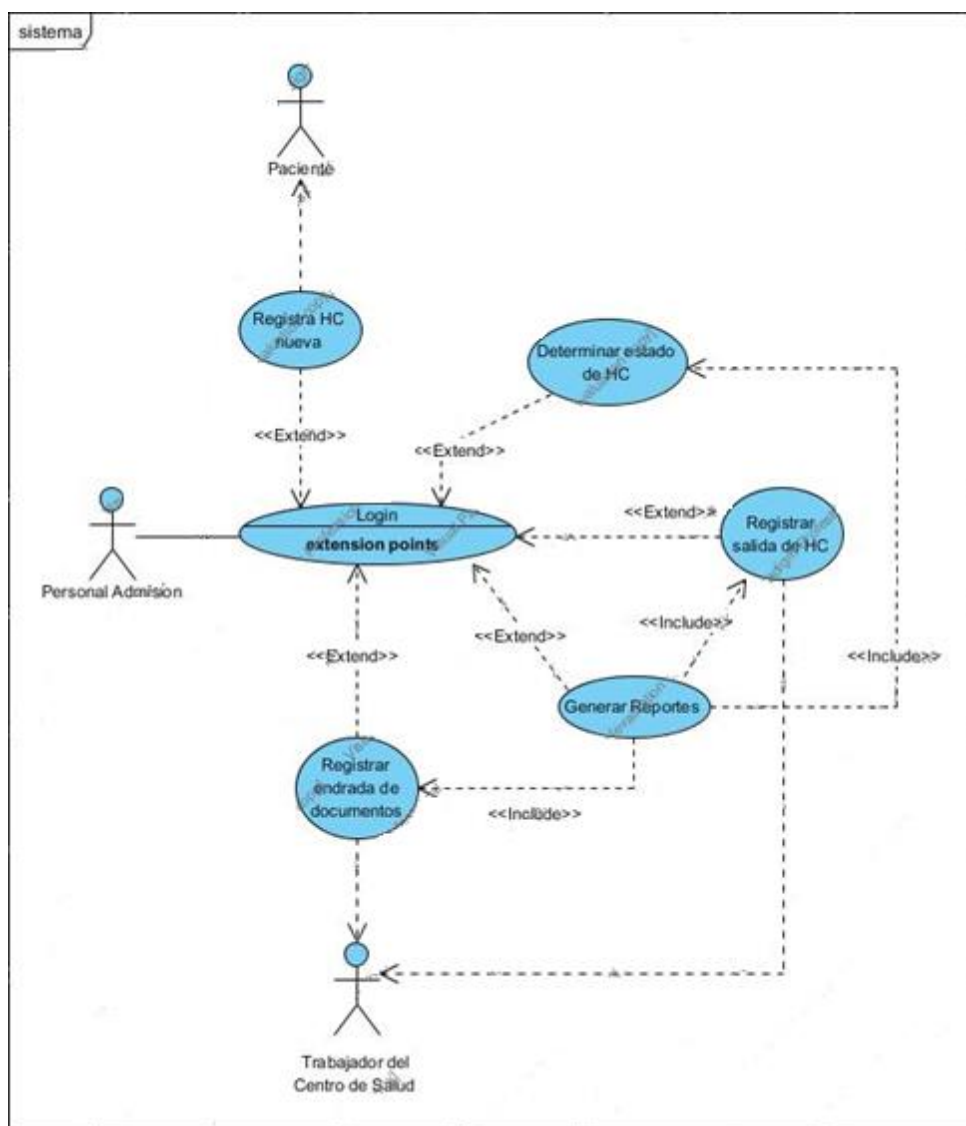 sistema
Paciente
Registra HC
nueva
Determinar estado
de HC
<<Extend>>
<<Extend>>
Login
extension points
<<Extend>>
Registrar
salida de HC
Personal Admision
<<Extend>>
<<Include>>
<<Extend>>
<<Include>>
Generar Reportes
Registrar
endrada de
documentos
<<Include>>
Trabajador del
Centro de Salud